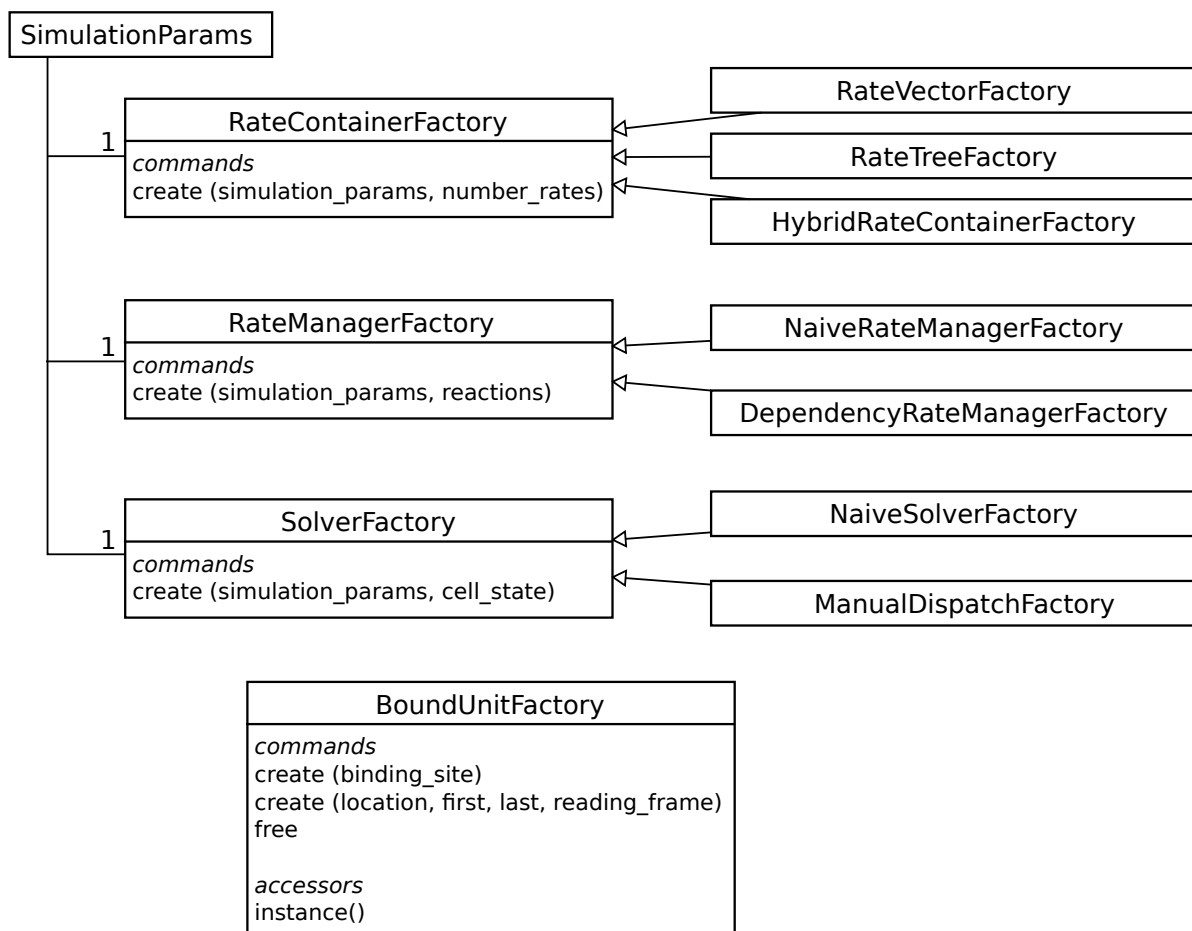 SimulationParams
RateVectorFactory
RateContainerFactory
1
commands
create (simulation_params, number_rates)
RateTreeFactory
HybridRateContainerFactory
RateManagerFactory
1
commands
create (simulation_params, reactions)
NaiveRateManagerFactory
DependencyRateManagerFactory
SolverFactory
1
commands
create (simulation_params, cell_state)
NaiveSolverFactory
ManualDispatchFactory
BoundUnitFactory
commands
create (binding_site)
create (location, first, last, reading_frame)
free
accessors
instance()